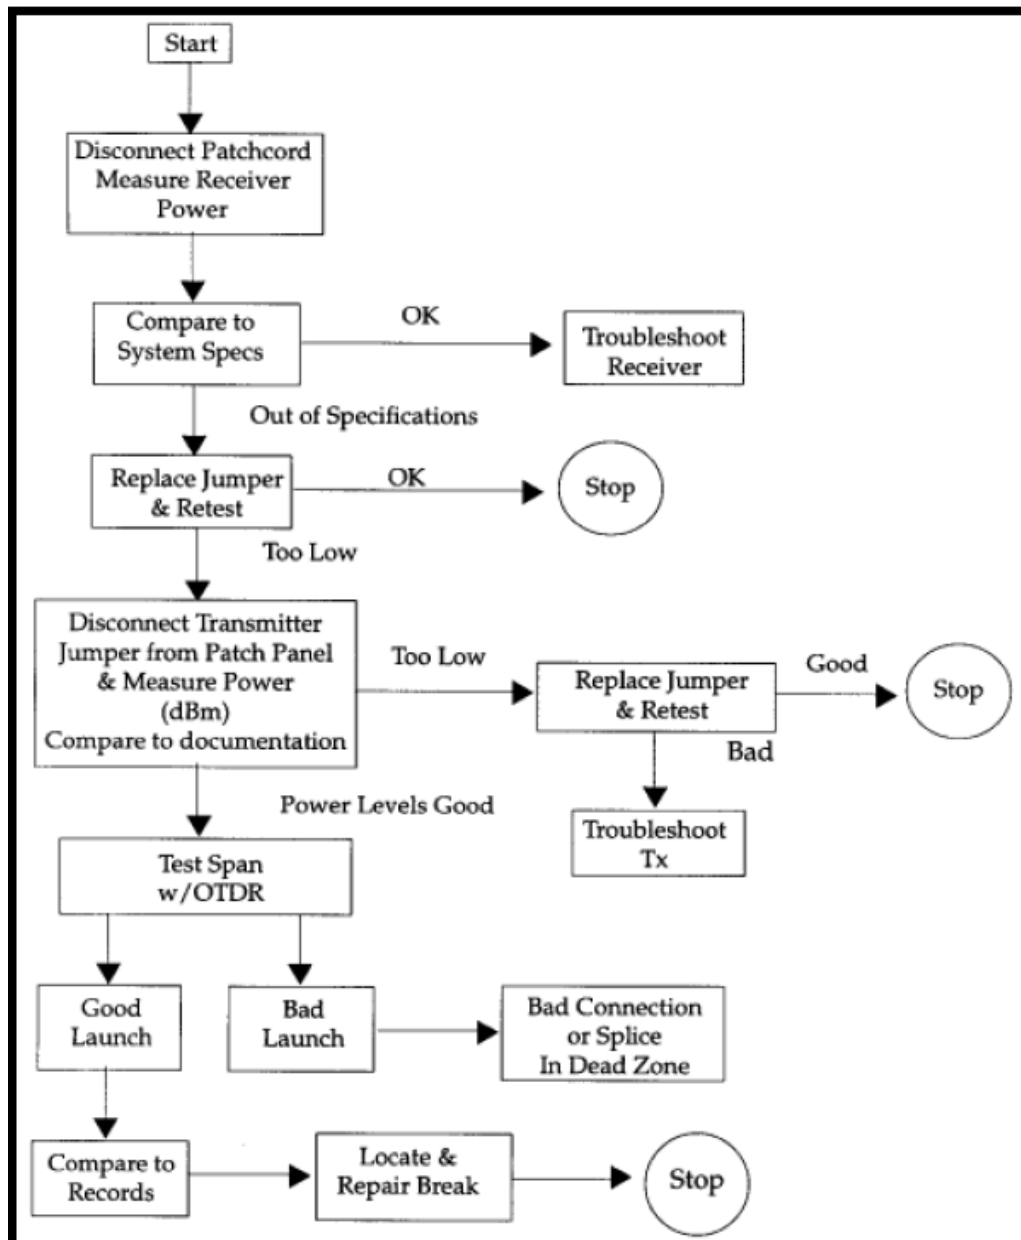 Start
Disconnect Patchcord
Measure Receiver
Power
Compare to
System Specs
OK
Troubleshoot
Receiver
Out of Specifications
Replace Jumper
& Retest
OK
Stop
Too Low
Disconnect Transmitter
Jumper from Patch Panel
& Measure Power
(dBm)
Compare to documentation
Too Low
Replace Jumper
& Retest
Good
Stop
Bad
Troubleshoot
Tx
Power Levels Good
Test Span
w/OTDR
Good
Launch
Bad
Launch
Bad Connection
or Splice
In Dead Zone
Compare to
Records
Locate &
Repair Break
Stop